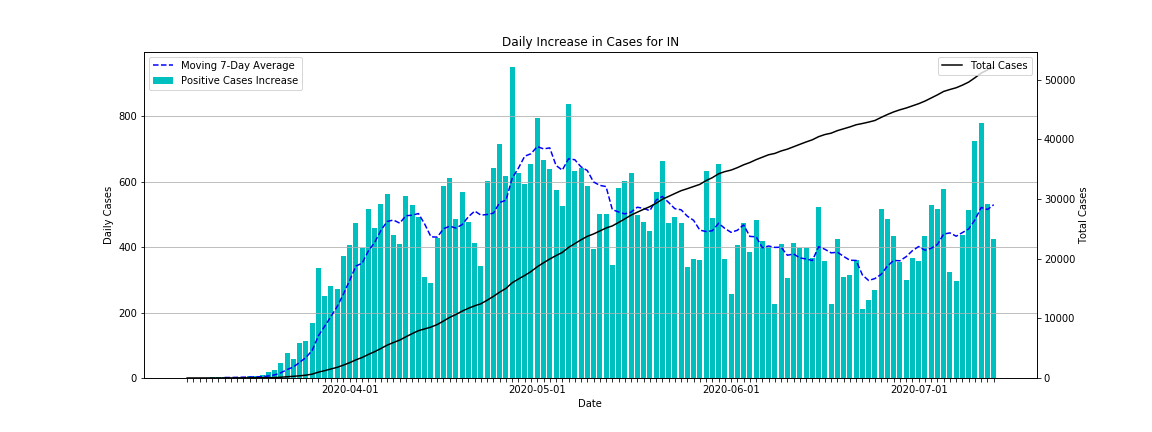 Daily Increase in Cases for IN
Moving 7-Day Average
Positive Cases Increase
Total Cases
Daily Cases
800
600
400
200
0
50000
40000
30000
20000
10000
0
Total Cases
2020-04-01
2020-05-01
2020-06-01
2020-07-01
Date